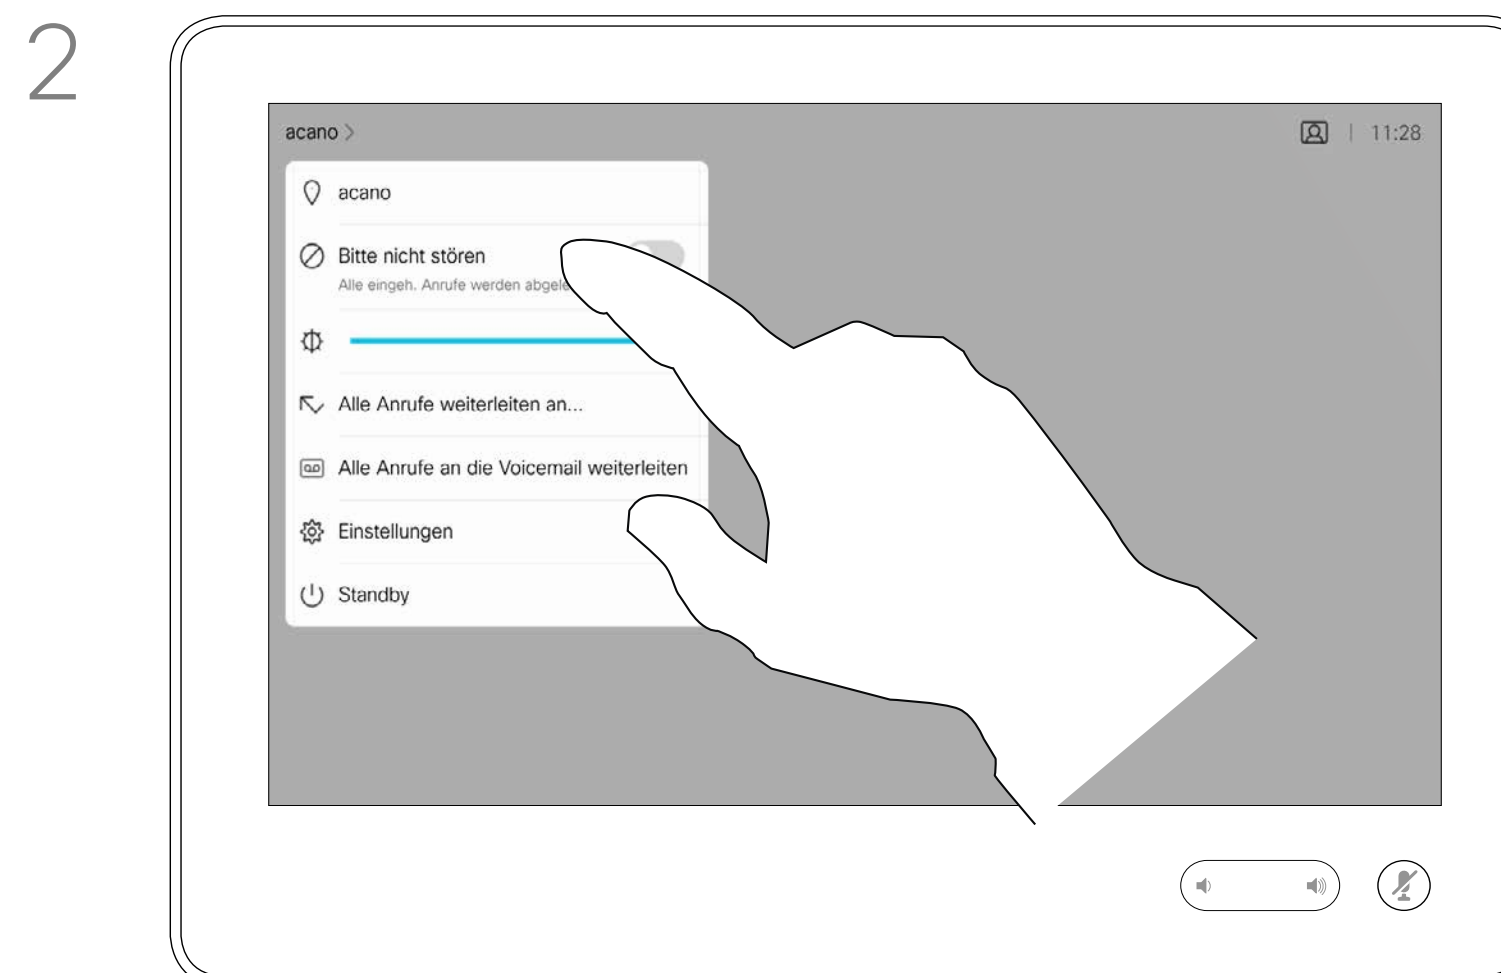 2
acano
11:28
acano
Bitte nicht stören
Alle eingeh. Anrufe werden
Alle Anrufe weiterleiten an...
Alle Anrufe an die Voicemail weiterleiten
Einstellungen
Standby